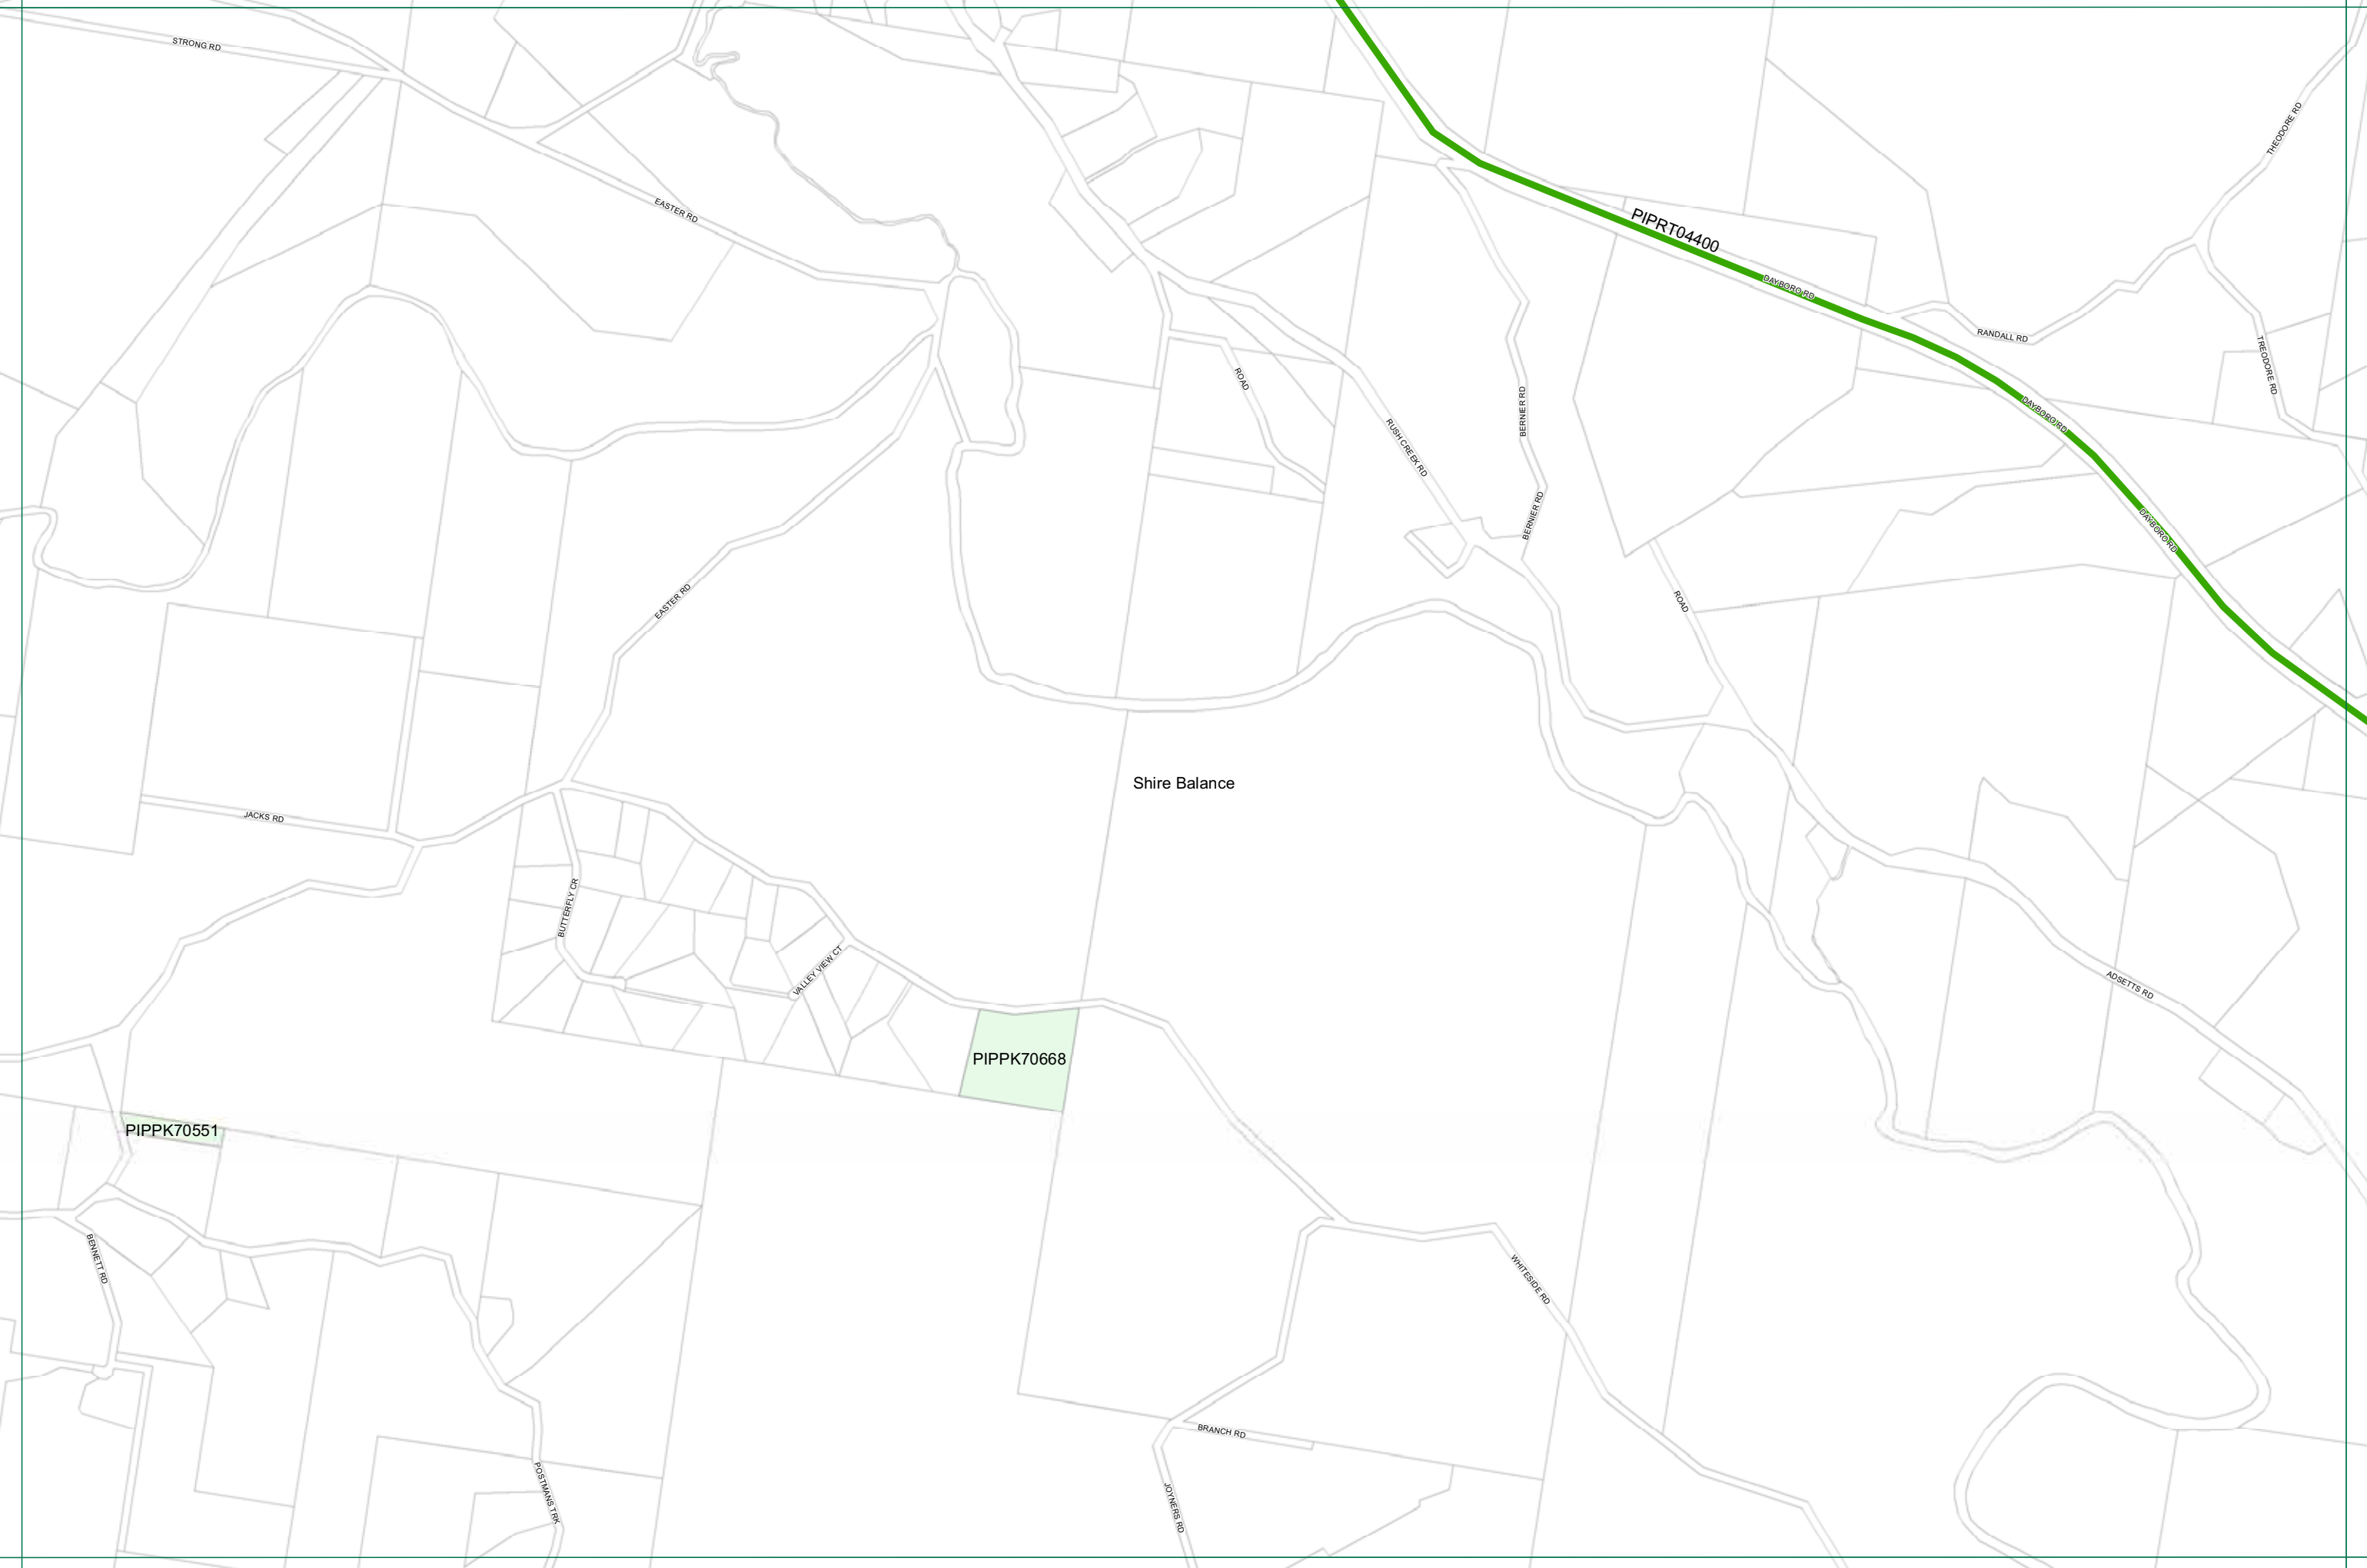 STRONG RD
THEODORE RD
EASTER RD
PIPRT04400
DAYBORO RD
RANDALL RD
TREODORE RD
ROAD
BERNIER RD
DAYBORO RD
RUSH CREEK RD
BERNIER RD
DAYBORO RD
EASTER RD
ROAD
Shire Balance
JACKS RD
BUTTERFLY CR
VALLEY VIEW CT
ADSETTS RD
PIPPK70668
PIPPK70551
BENNETT RD
WHITESIDE RD
BRANCH RD
POSTMANS TRK
JOYNERS RD